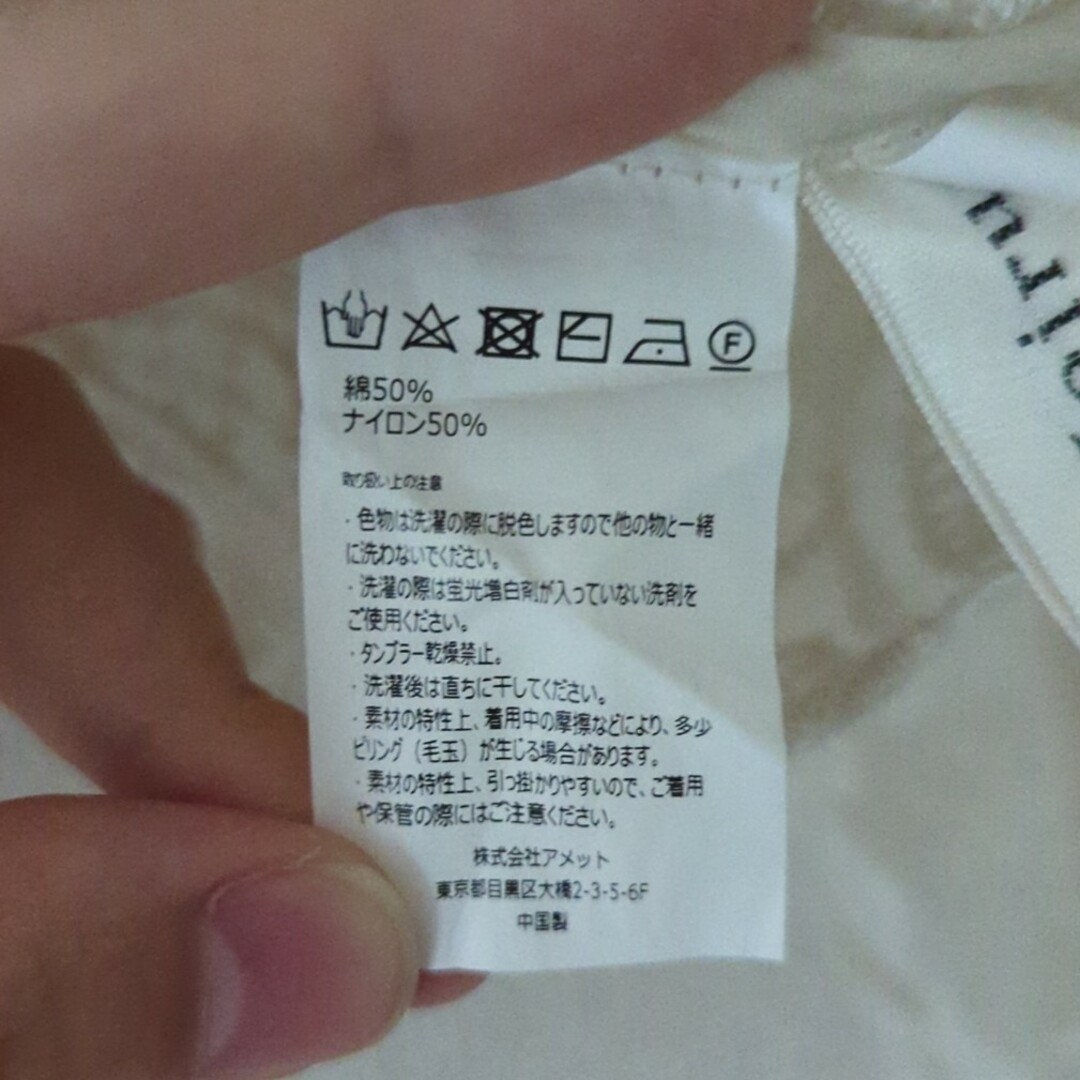 F
綿50%
ナイロン50%
取り扱い上の注意
・色物は洗濯の際に脱色しますので他の物と一緒
に洗わないでください。
・洗濯の際は蛍光増白剤が入っていない洗剤を
ご使用ください。
・タンブラー乾燥禁止。
・洗濯後は直ちに干してください。
・素材の特性上、着用中の摩擦などにより、多少
ピリング（毛玉）が生じる場合があります。
・素材の特性上、引っ掛かりやすいので、ご着用
や保管の際にはご注意ください。
株式会社アメット
東京都目黒区大橋2-3-5-6F
中国製